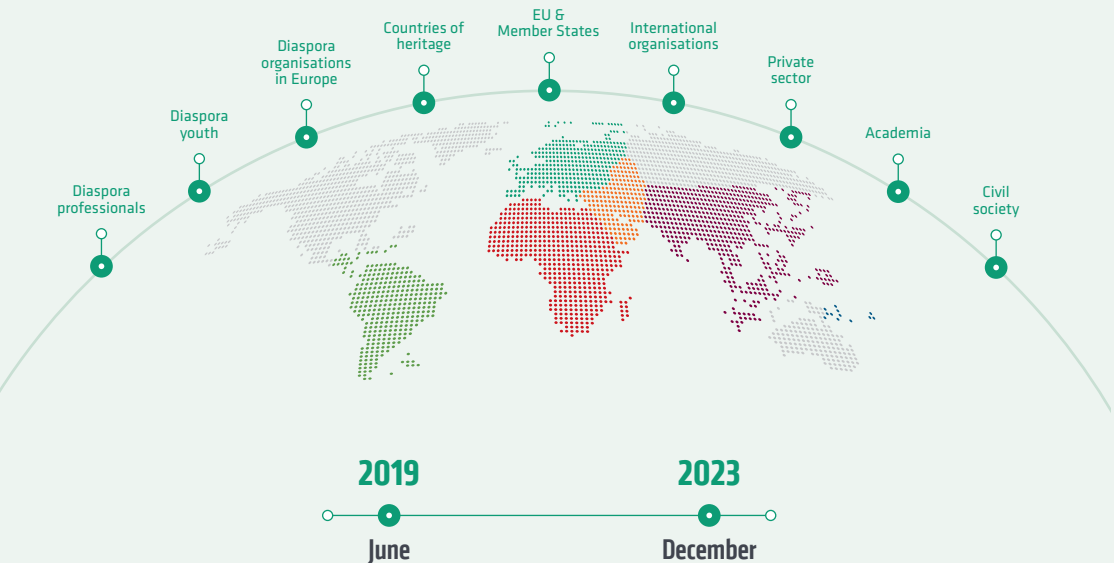 Diaspora
professionals
Diaspora
youth
Diaspora
organisations
in Europe
Countries of
heritage
EU &
Member States
International
organisations
Private
sector
Academia
Civil
society
2019
2023
June
December